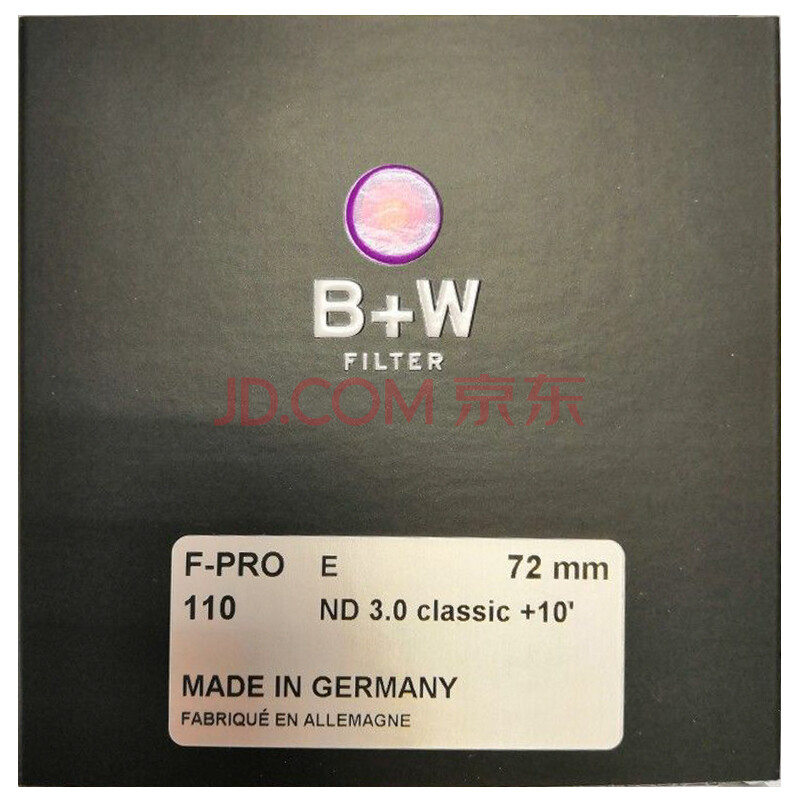 B+W
FILTER
JD.COM 京东
F-PRO E 72 mm
110 ND 3.0 classic +10'
MADE IN GERMANY
FABRIQUÉ EN ALLEMAGNE